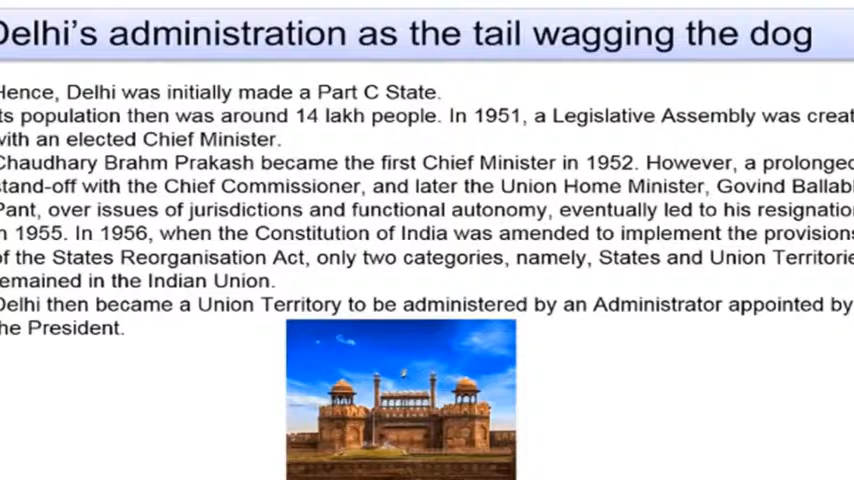 Delhi's administration as the tail wagging the dog
Hence, Delhi was initially made a Part C State.
its population then was around 14 lakh people. In 1951, a Legislative Assembly was creat
with an elected Chief Minister.
Chaudhary Brahm Prakash became the first Chief Minister in 1952. However, a prolonged
stand-off with the Chief Commissioner, and later the Union Home Minister, Govind Ballabl
Pant, over issues of jurisdictions and functional autonomy, eventually led to his resignatio
in 1955. In 1956, when the Constitution of India was amended to implement the provisions
of the States Reorganisation Act, only two categories, namely, States and Union Territorie
remained in the Indian Union.
Delhi then became a Union Territory to be administered by an Administrator appointed by
the President.